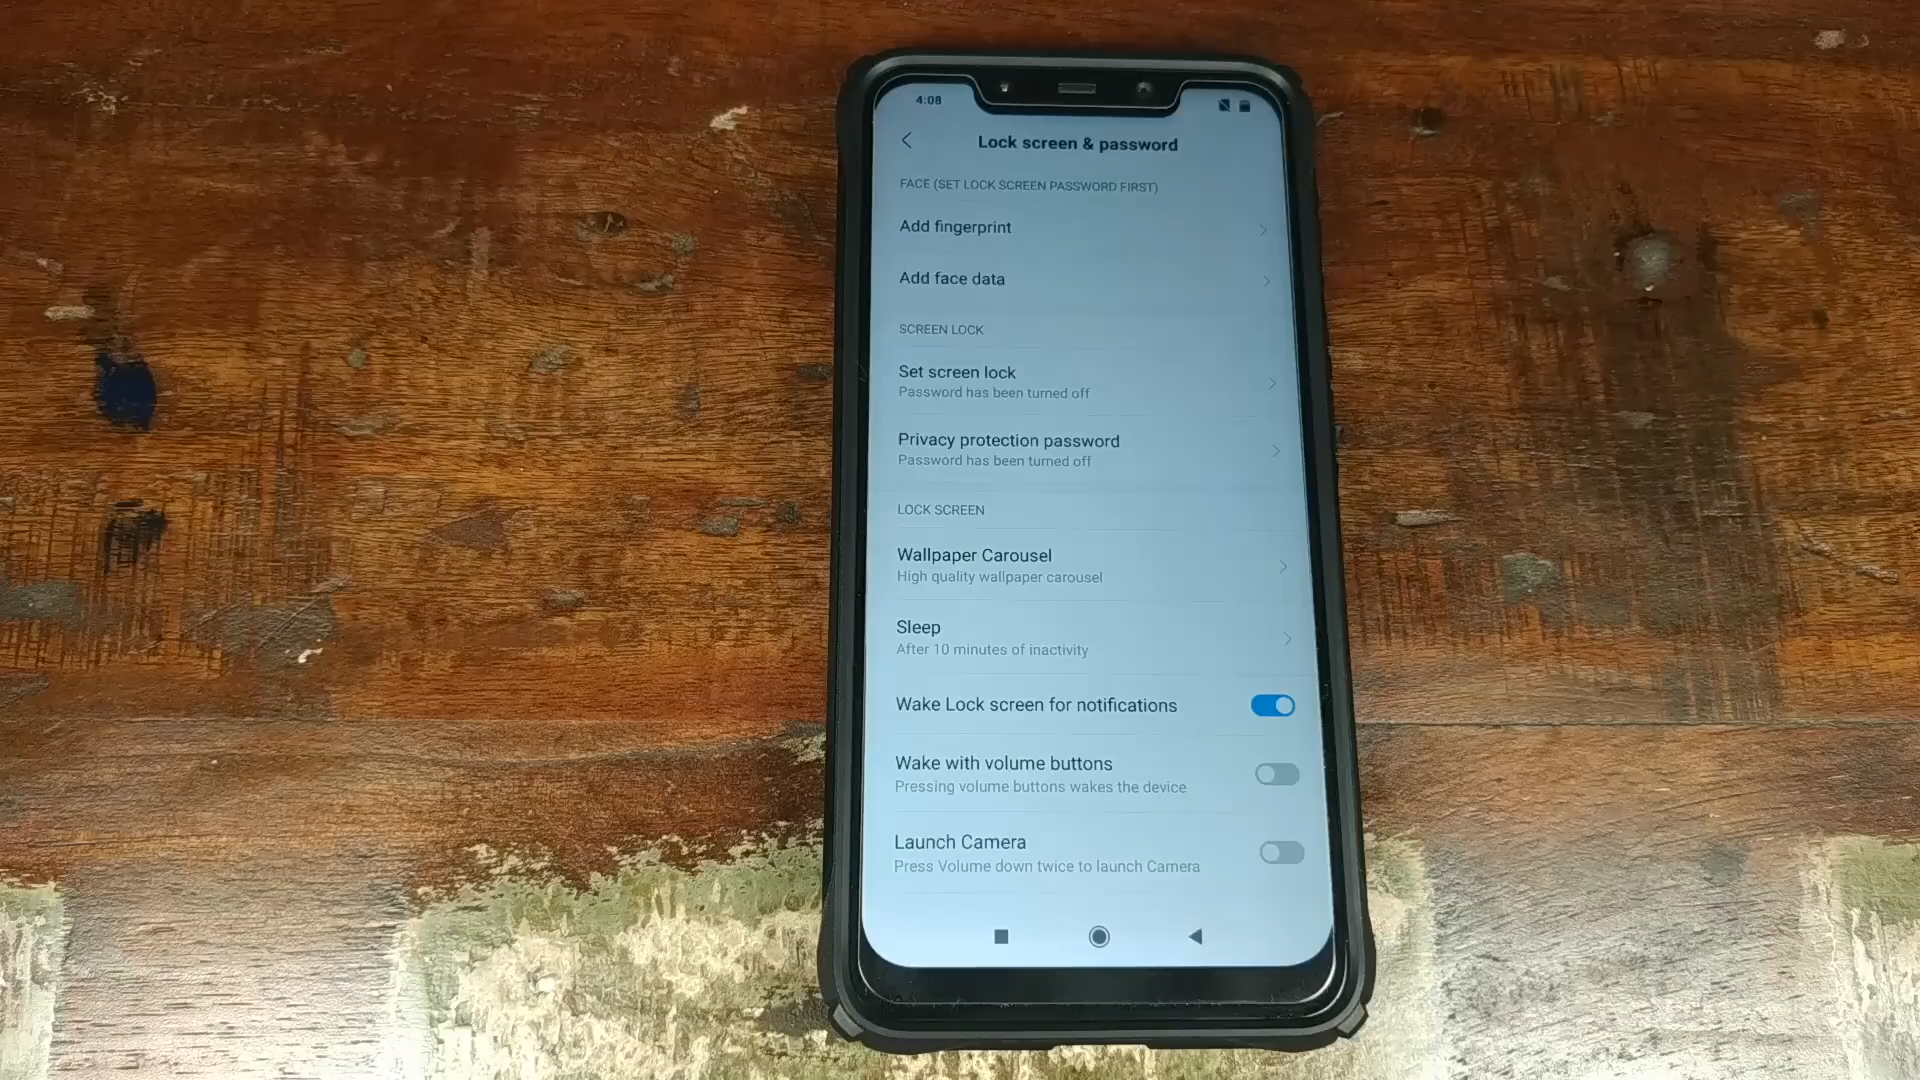 4:08
Lock screen & password
FACE (SET LOCK SCREEN PASSWORD FIRST)
Add fingerprint
Add face data
SCREEN LOCK
Set screen lock
Password has been turned off
Privacy protection password
Password has been turned off
LOCK SCREEN
Wallpaper Carousel
High quality wallpaper carousel
Sleep
After 10 minutes of inactivity
Wake Lock screen for notifications
Wake with volume buttons
Pressing volume buttons wakes the device
Launch Camera
Press Volume down twice to launch Camera